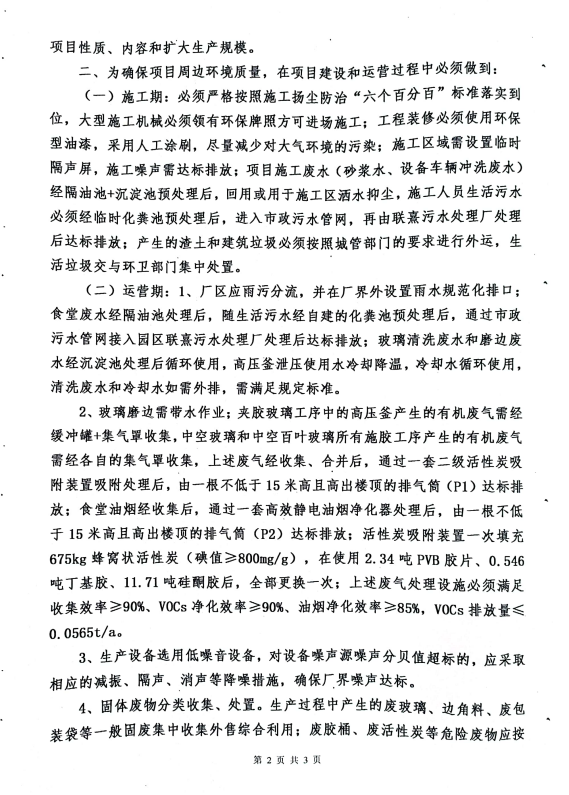 项目性质、内容和扩大生产规模。
二、为确保项目周边环境质量，在项目建设和运营过程中必须做到：
（一）施工期：必须严格按照施工扬尘防治“六个百分百”标准落实到
位，大型施工机械必须领有环保牌照方可进场施工；工程装修必须使用环保
型油漆，采用人工涂刷，尽量减少对大气环境的污染；施工区域需设置临时
隔声屏，施工噪声需达标排放；项目施工废水（砂浆水、设备车辆冲洗废水）
经隔油池+沉淀池预处理后，回用或用于施工区洒水抑尘，施工人员生活污水
必须经临时化粪池预处理后，进入市政污水管网，再由联熹污水处理厂处理
后达标排放；产生的渣土和建筑垃圾必须按照城管部门的要求进行外运，生
活垃圾交与环卫部门集中处置。
（二）运营期：1、厂区应雨污分流，并在厂界外设置雨水规范化排口；
食堂废水经隔油池处理后，随生活污水经自建的化粪池预处理后，通过市政
污水管网接入园区联熹污水处理厂处理后达标排放；玻璃清洗废水和磨边废
水经沉淀池处理后循环使用，高压釜泄压使用水冷却降温，冷却水循环使用，
清洗废水和冷却水如需外排，需满足规定标准。
2、玻璃磨边需带水作业；夹胶玻璃工序中的高压釜产生的有机废气需经
缓冲罐+集气罩收集，中空玻璃和中空百叶玻璃所有施胶工序产生的有机废气
需经各自的集气罩收集，上述废气经收集、合并后，通过一套二级活性炭吸
附装置吸附处理后，由一根不低于15米高且高出楼顶的排气筒（P1）达标排
放；食堂油烟经收集后，通过一套高效静电油烟净化器处理后，由一根不低
于15米高且高出楼顶的排气筒（P2）达标排放；活性炭吸附装置一次填充
675kg蜂窝状活性炭（碘值≥800mg/g），在使用2.34吨PVB胶片、0.546
吨丁基胶、11.71吨硅酮胶后，全部更换一次；上述废气处理设施必须满足
收集效率≥90%、VOCs净化效率≥90%、油烟净化效率≥85%，VOCs排放量≤
0.0565t/a。
3、生产设备选用低噪音设备，对设备噪声源噪声分贝值超标的，应采取
相应的减振、隔声、消声等降噪措施，确保厂界噪声达标。
4、固体废物分类收集、处置。生产过程中产生的废玻璃、边角料、废包
装袋等一般固废集中收集外售综合利用；废胶桶、废活性炭等危险废物应按
第 2 页 共 3 页